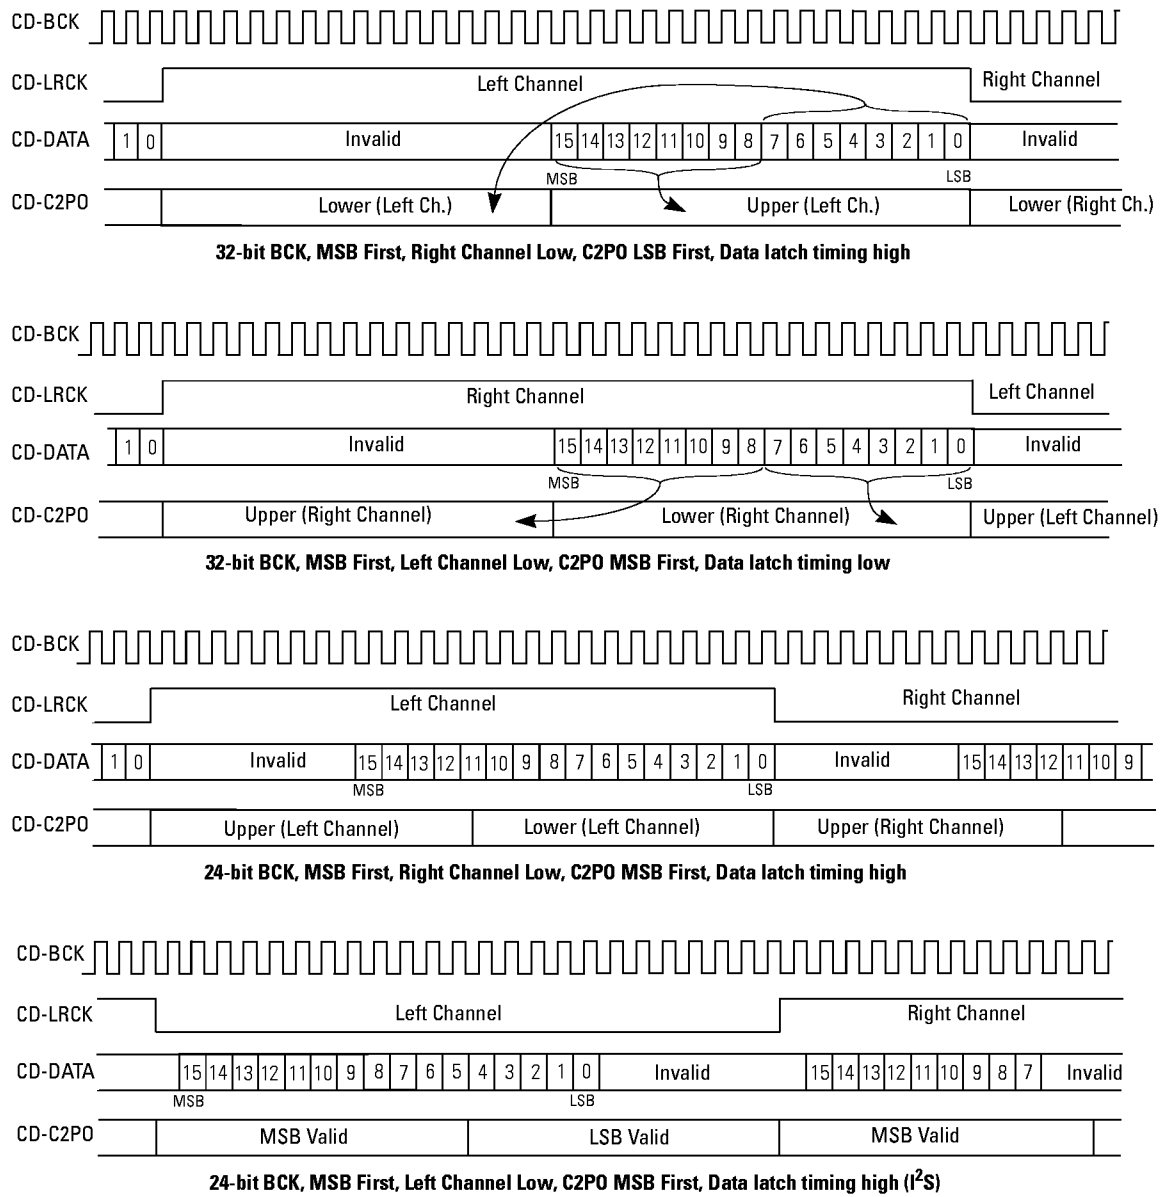 CD-BCK
CD-LRCK Left Channel Right Channel
CD-DATA 1 0 Invalid 15 14 13 12 11 10 9 8 7 6 5 4 3 2 1 0 Invalid
MSB LSB
CD-C2PO Lower (Left Ch.) Upper (Left Ch.) Lower (Right Ch.)
32-bit BCK, MSB First, Right Channel Low, C2PO LSB First, Data latch timing high
CD-BCK
CD-LRCK Right Channel Left Channel
CD-DATA 1 0 Invalid 15 14 13 12 11 10 9 8 7 6 5 4 3 2 1 0 Invalid
MSB LSB
CD-C2PO Upper (Right Channel) Lower (Right Channel) Upper (Left Channel)
32-bit BCK, MSB First, Left Channel Low, C2PO MSB First, Data latch timing low
CD-BCK
CD-LRCK Left Channel Right Channel
CD-DATA 1 0 Invalid 15 14 13 12 11 10 9 8 7 6 5 4 3 2 1 0 Invalid 15 14 13 12 11 10 9
MSB LSB
CD-C2PO Upper (Left Channel) Lower (Left Channel) Upper (Right Channel)
24-bit BCK, MSB First, Right Channel Low, C2PO MSB First, Data latch timing high
CD-BCK
CD-LRCK Left Channel Right Channel
CD-DATA 15 14 13 12 11 10 9 8 7 6 5 4 3 2 1 0 Invalid 15 14 13 12 11 10 9 8 7 Invalid
MSB LSB
CD-C2PO MSB Valid LSB Valid MSB Valid
24-bit BCK, MSB First, Left Channel Low, C2PO MSB First, Data latch timing high (I²S)